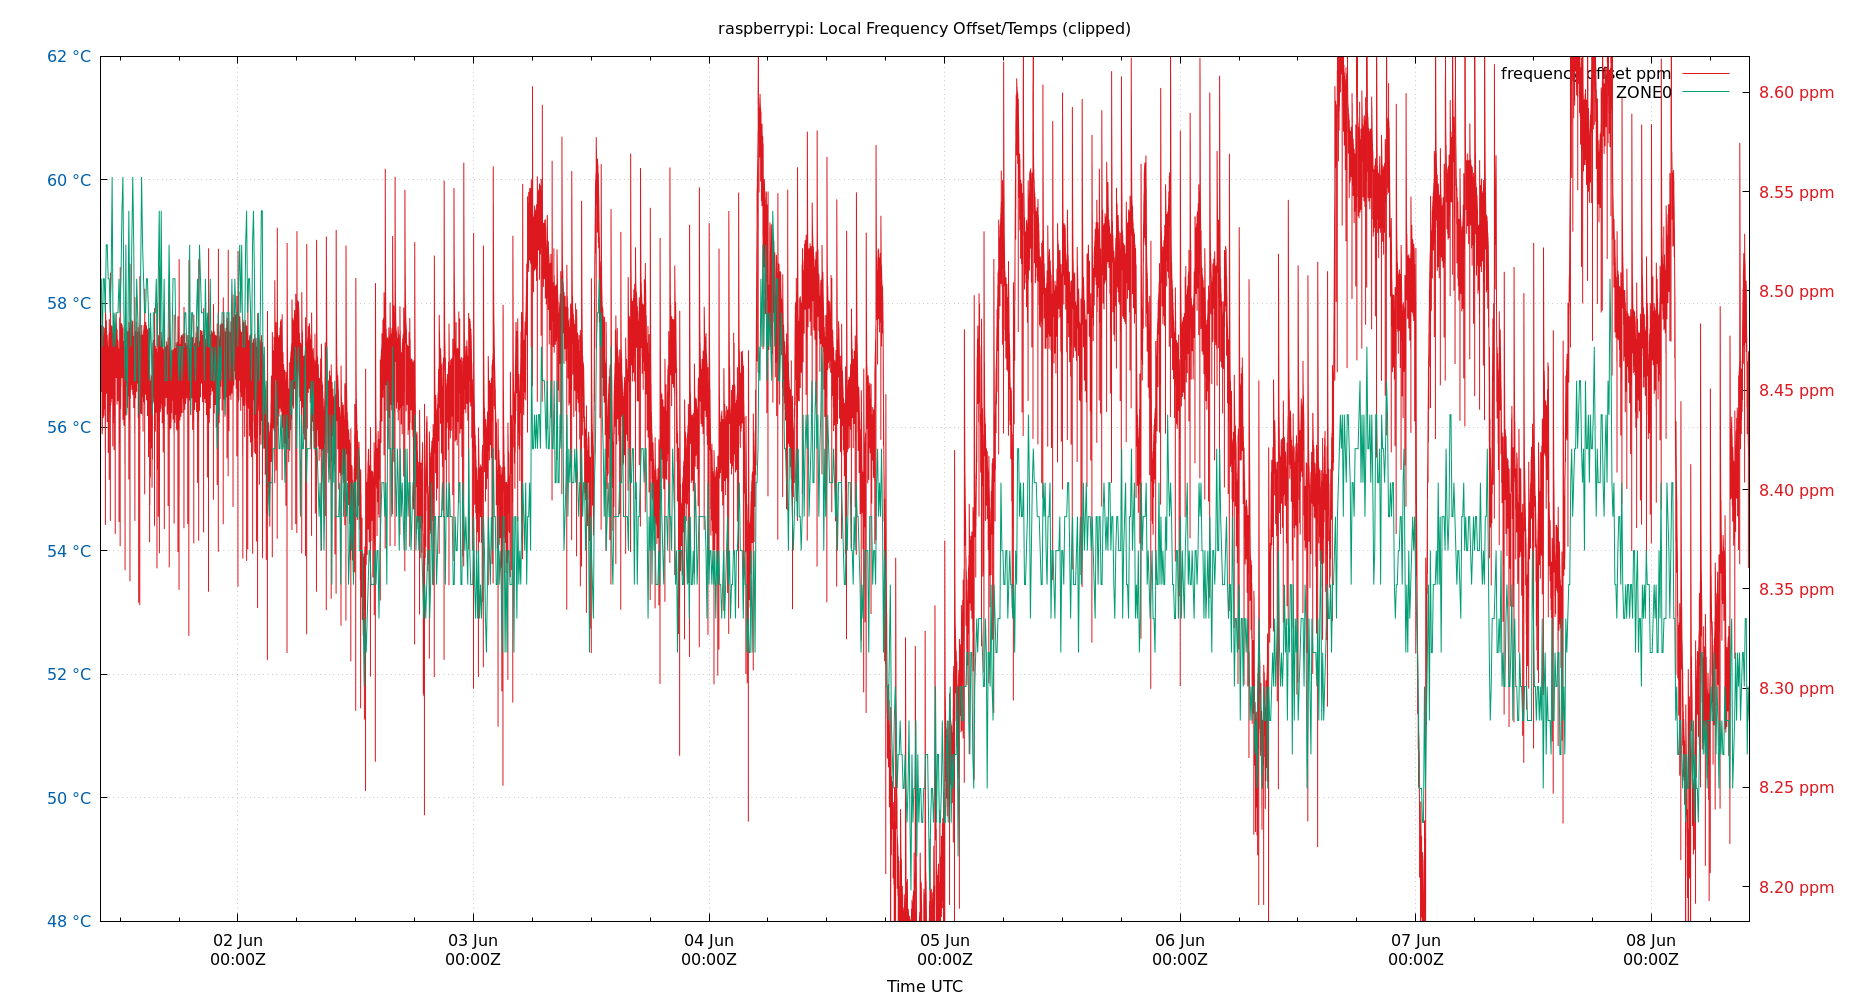 raspberrypi: Local Frequency Offset/Temps (clipped)
62 °C
60 °C
58 °C
56 °C
54 °C
52 °C
50 °C
48 °C
frequency offset ppm
ZONE0
8.60 ppm
8.55 ppm
8.50 ppm
8.45 ppm
8.40 ppm
8.35 ppm
8.30 ppm
8.25 ppm
8.20 ppm
02 Jun 03 Jun 04 Jun 05 Jun 06 Jun 07 Jun 08 Jun
00:00Z 00:00Z 00:00Z 00:00Z 00:00Z 00:00Z 00:00Z
Time UTC